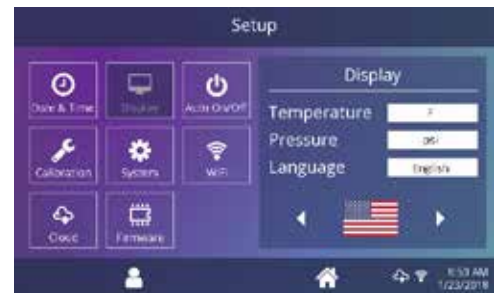 Setup
Date & Time
Display
Auto On/Off
Calibration
System
WiFi
Cloud
Firmware
Display
Temperature F
Pressure psi
Language English
8:53 AM
1/23/2018